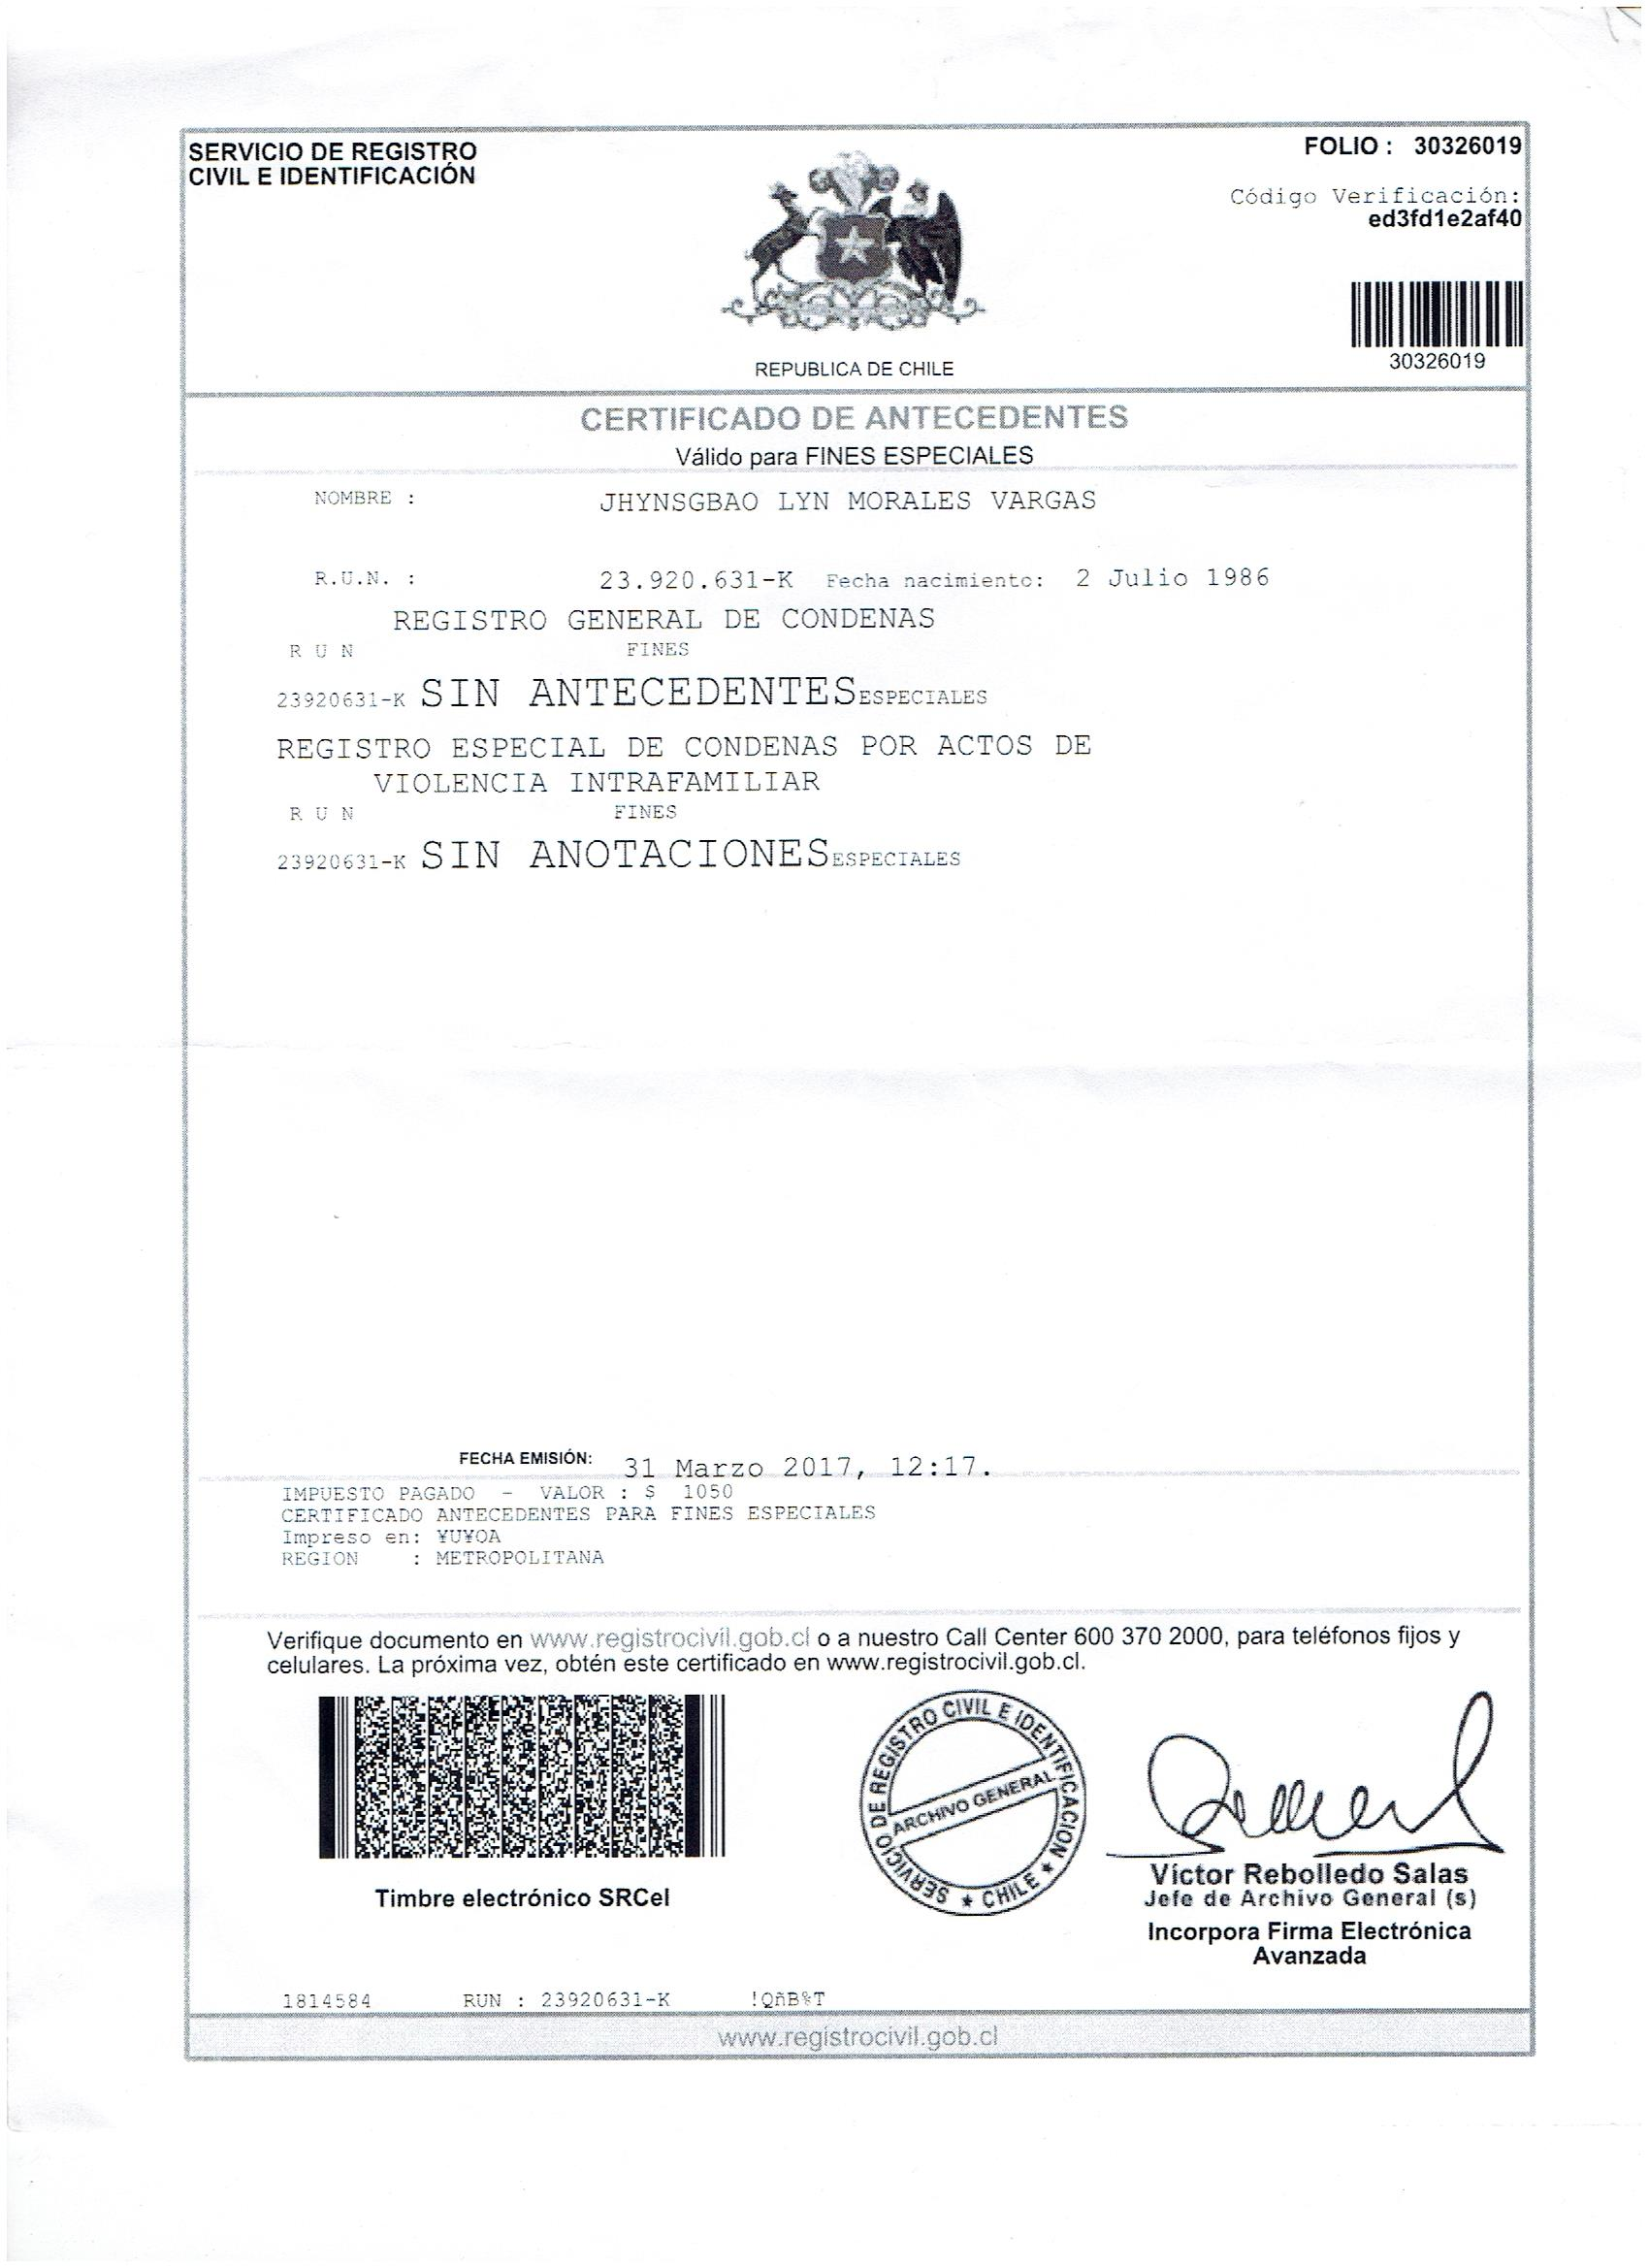 SERVICIO DE REGISTRO
CIVIL E IDENTIFICACIÓN
FOLIO : 30326019
Código Verificación:
ed3fd1e2af40
30326019
REPUBLICA DE CHILE
CERTIFICADO DE ANTECEDENTES
Válido para FINES ESPECIALES
NOMBRE : JHYNSGBAO LYN MORALES VARGAS
R.U.N. : 23.920.631-K Fecha nacimiento: 2 Julio 1986
REGISTRO GENERAL DE CONDENAS
R U N FINES
23920631-K SIN ANTECEDENTES ESPECIALES
REGISTRO ESPECIAL DE CONDENAS POR ACTOS DE
VIOLENCIA INTRAFAMILIAR
R U N FINES
23920631-K SIN ANOTACIONES ESPECIALES
FECHA EMISIÓN: 31 Marzo 2017, 12:17.
IMPUESTO PAGADO - VALOR : $ 1050
CERTIFICADO ANTECEDENTES PARA FINES ESPECIALES
Impreso en: ¥U¥OA
REGION : METROPOLITANA
Verifique documento en www.registrocivil.gob.cl o a nuestro Call Center 600 370 2000, para teléfonos fijos y
celulares. La próxima vez, obtén este certificado en www.registrocivil.gob.cl.
SERVICIO DE REGISTRO CIVIL E IDENTIFICACION
ARCHIVO GENERAL
★ CHILE ★
Timbre electrónico SRCel
Víctor Rebolledo Salas
Jefe de Archivo General (s)
Incorpora Firma Electrónica
Avanzada
1814584 RUN : 23920631-K !QñB%T
www.registrocivil.gob.cl